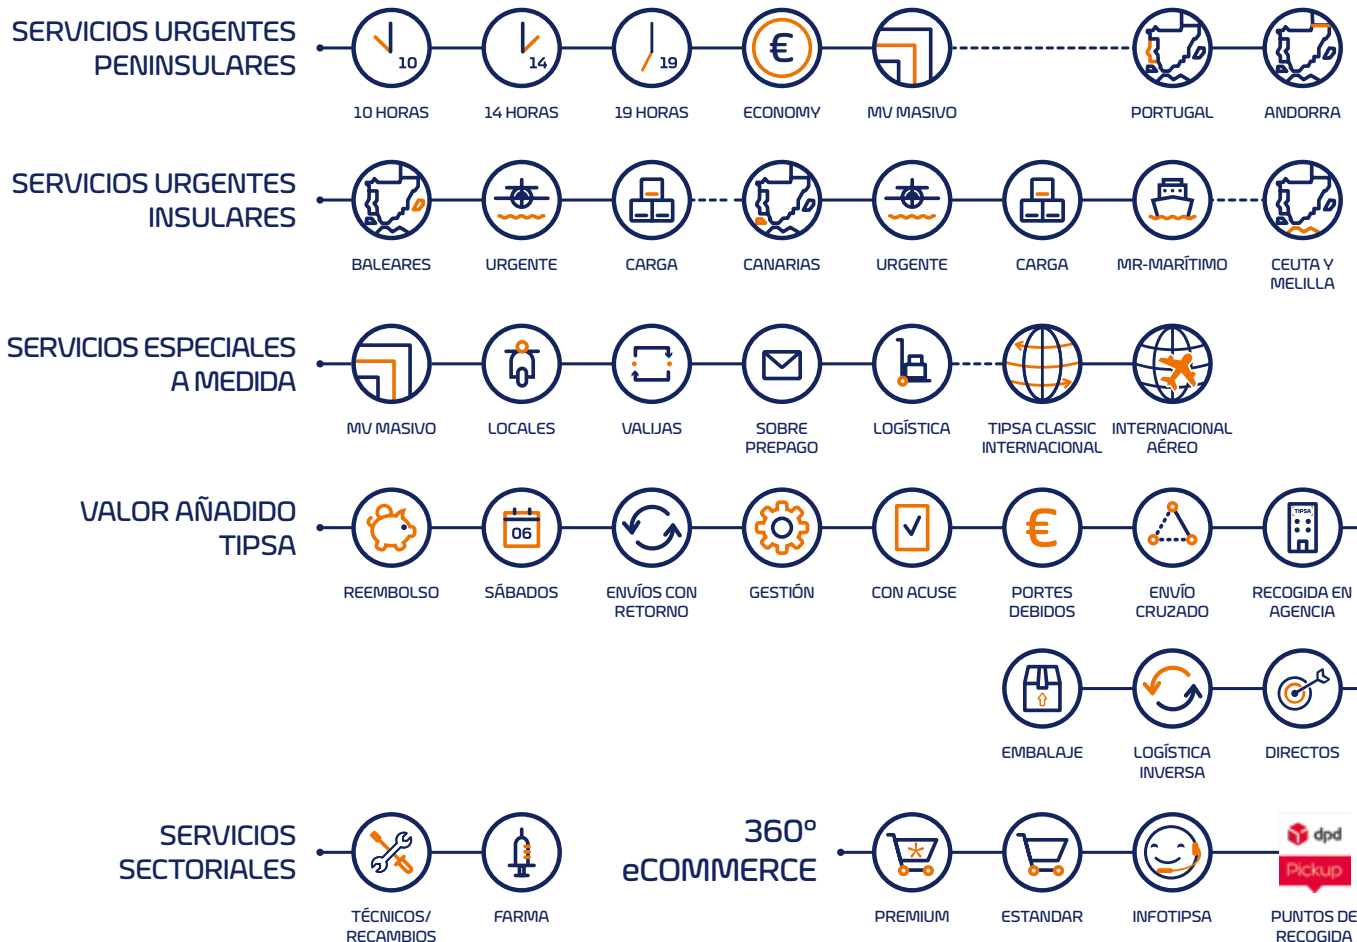 SERVICIOS URGENTES
PENINSULARES
10
14
19
€
10 HORAS
14 HORAS
19 HORAS
ECONOMY
MV MASIVO
PORTUGAL
ANDORRA
SERVICIOS URGENTES
INSULARES
BALEARES
URGENTE
CARGA
CANARIAS
URGENTE
CARGA
MR-MARÍTIMO
CEUTA Y
MELILLA
SERVICIOS ESPECIALES
A MEDIDA
MV MASIVO
LOCALES
VALIJAS
SOBRE
PREPAGO
LOGÍSTICA
TIPSA CLASSIC
INTERNACIONAL
INTERNACIONAL
AÉREO
VALOR AÑADIDO
TIPSA
06
€
TIPSA
REEMBOLSO
SÁBADOS
ENVÍOS CON
RETORNO
GESTIÓN
CON ACUSE
PORTES
DEBIDOS
ENVÍO
CRUZADO
RECOGIDA EN
AGENCIA
EMBALAJE
LOGÍSTICA
INVERSA
DIRECTOS
SERVICIOS
SECTORIALES
TÉCNICOS/
RECAMBIOS
FARMA
360º
eCOMMERCE
PREMIUM
ESTANDAR
INFOTIPSA
dpd
Pickup
PUNTOS DE
RECOGIDA